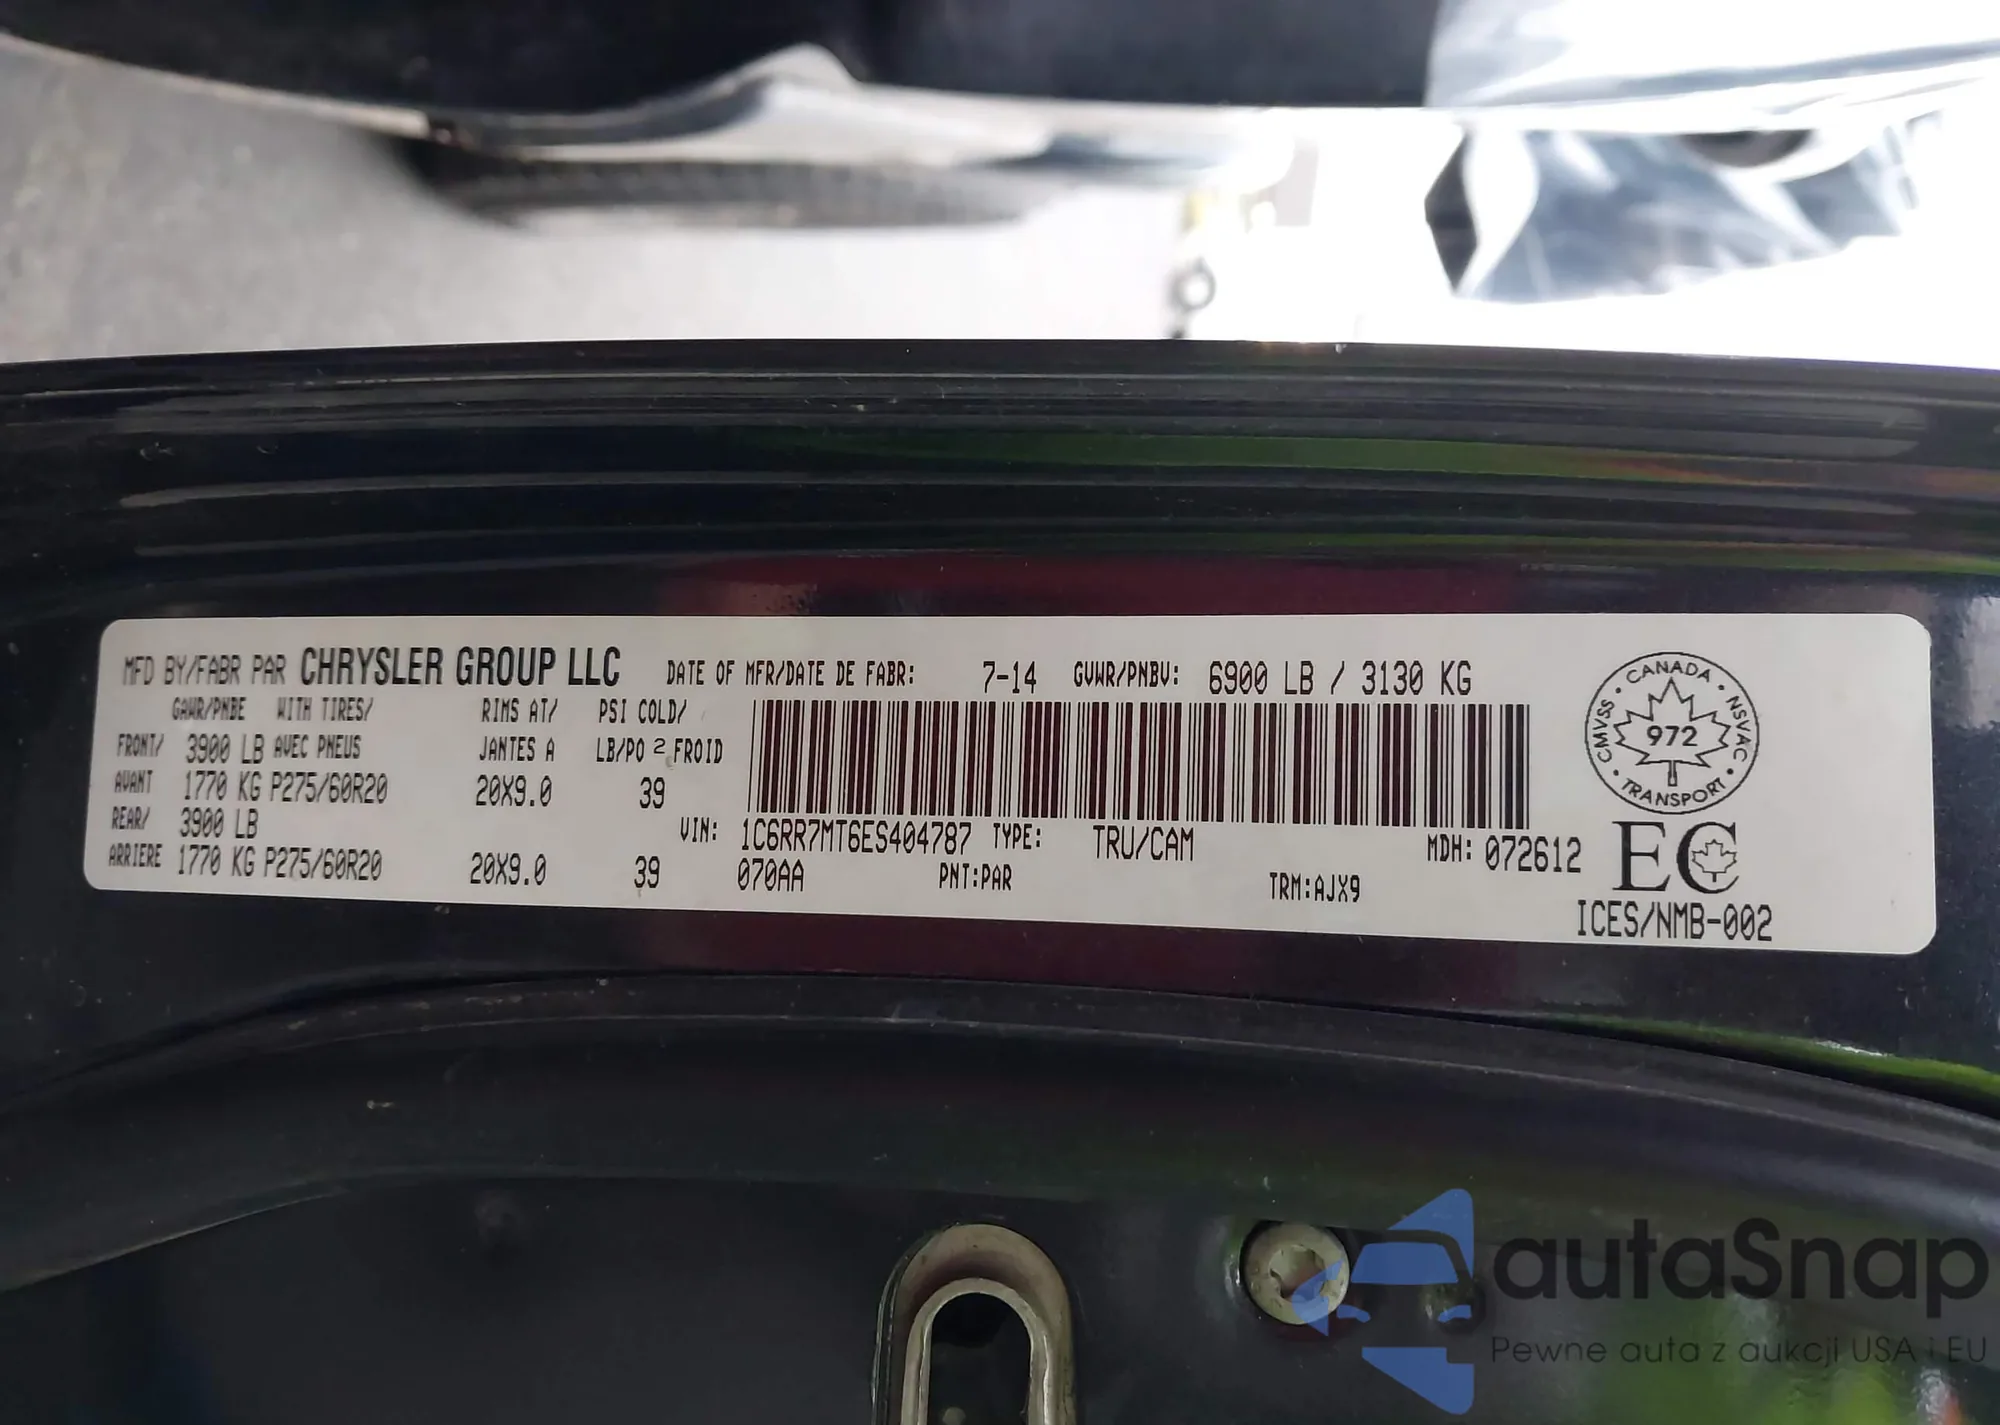 MFD BY/FABR PAR CHRYSLER GROUP LLC DATE OF MFR/DATE DE FABR: 7-14 GVWR/PNBV: 6900 LB / 3130 KG
GAWR/PNBE WITH TIRES/ RIMS AT/ PSI COLD/
FRONT/ 3900 LB AVEC PNEUS JANTES A LB/PO 2 FROID
AVANT 1770 KG P275/60R20 20X9.0 39
REAR/ 3900 LB
ARRIERE 1770 KG P275/60R20 20X9.0 39
VIN: 1C6RR7MT6ES404787 TYPE: TRU/CAM MDH: 072612
070AA PNT:PAR TRM:AJX9
CANADA · NSVAC · TRANSPORT · CMVSS ·
972
EC
ICES/NMB-002
autaSnap
Pewne auta z aukcji USA i EU